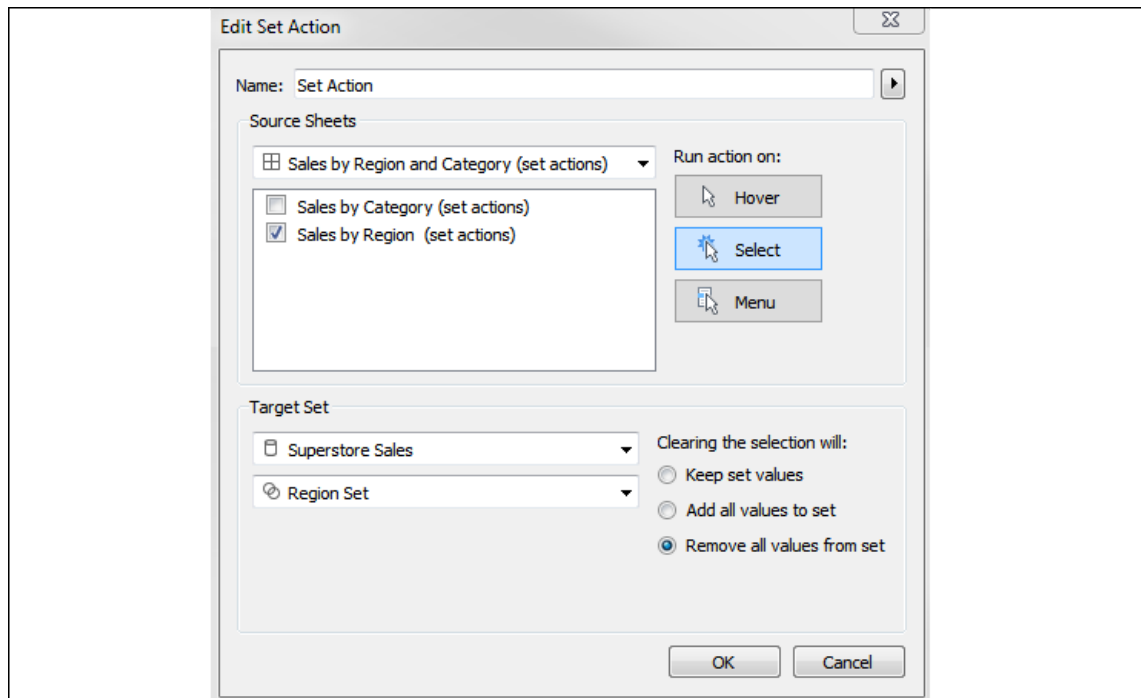 Edit Set Action
Name: Set Action
Source Sheets
Sales by Region and Category (set actions)
Sales by Category (set actions)
Sales by Region (set actions)
Run action on:
Hover
Select
Menu
Target Set
Superstore Sales
Region Set
Clearing the selection will:
Keep set values
Add all values to set
Remove all values from set
OK
Cancel